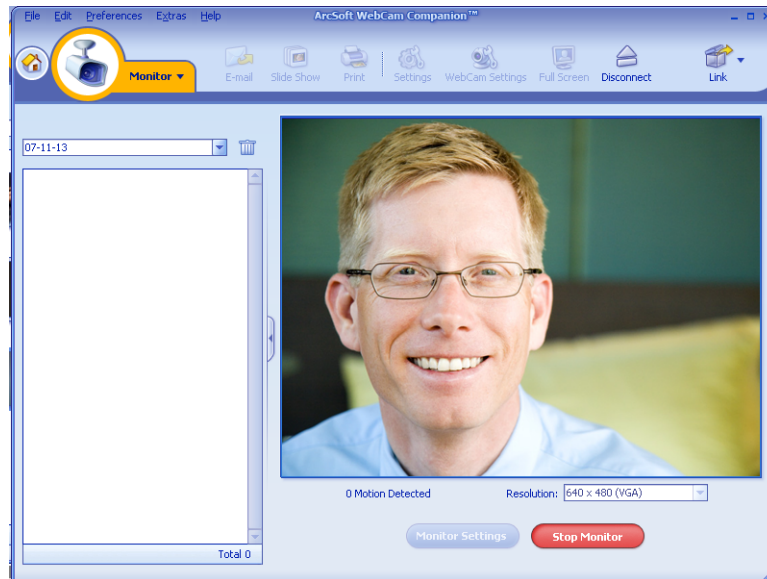 File Edit Preferences Extras Help
ArcSoft WebCam Companion™
Monitor
E-mail
Slide Show
Print
Settings
WebCam Settings
Full Screen
Disconnect
Link
07-11-13
0 Motion Detected
Resolution: 640 x 480 (VGA)
Monitor Settings
Stop Monitor
Total 0